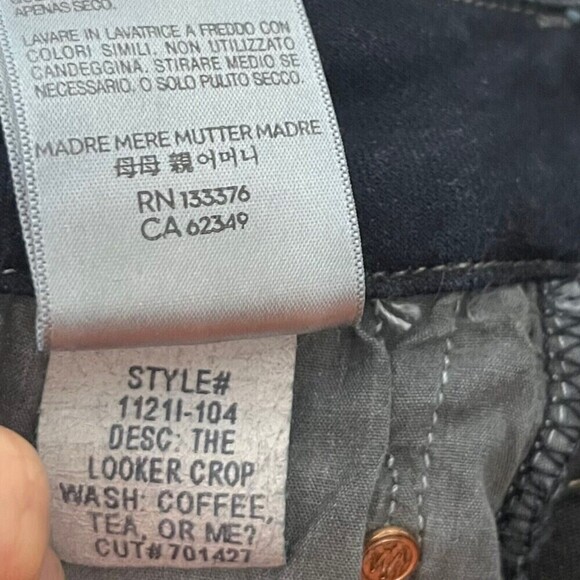 APENAS SECO.
LAVARE IN LAVATRICE A FREDDO CON
COLORI SIMILI. NON UTILIZZATO
CANDEGGINA. STIRARE MEDIO SE
NECESSARIO. O SOLO PULITO SECCO.
MADRE MERE MUTTER MADRE
母母 親어머니
RN 133376
CA 62349
STYLE#
1121I-104
DESC: THE
LOOKER CROP
WASH: COFFEE,
TEA, OR ME?
CUT# 701427